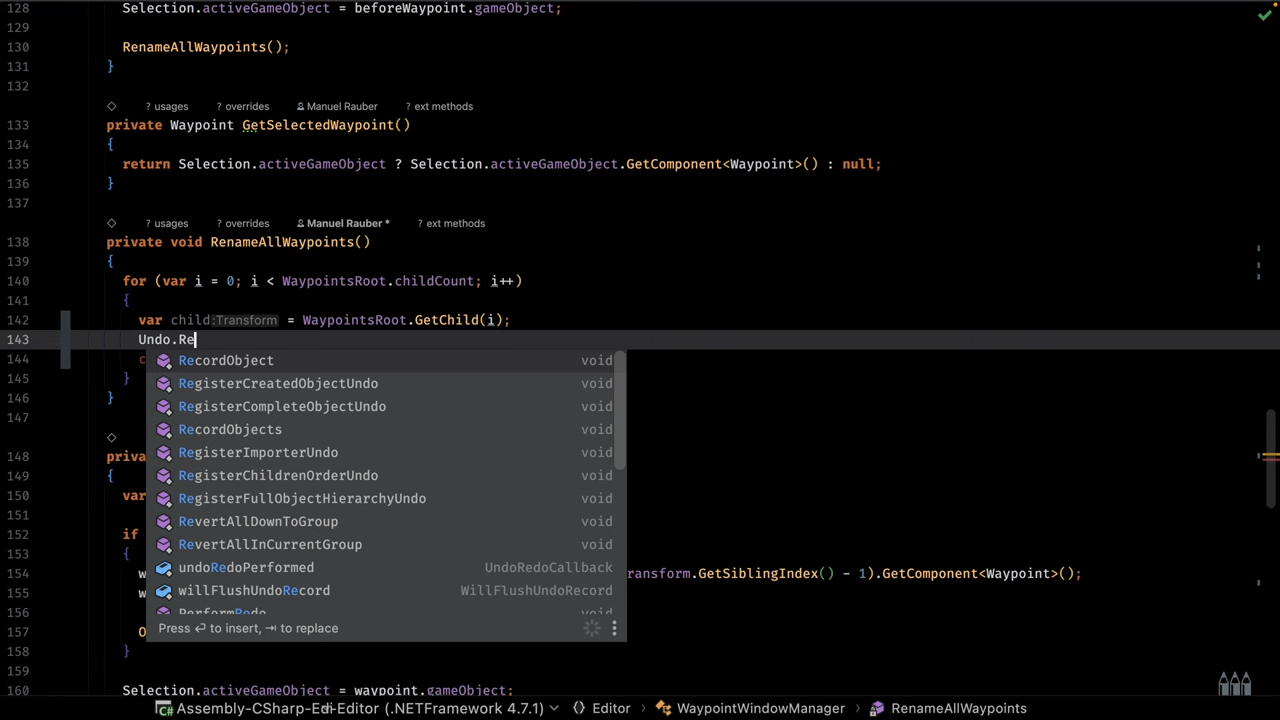 128 Selection.activeGameObject = beforeWaypoint.gameObject;
129
130 RenameAllWaypoints();
131 }
132
? usages ? overrides Manuel Rauber ? ext methods
133 private Waypoint GetSelectedWaypoint()
134 {
135 return Selection.activeGameObject ? Selection.activeGameObject.GetComponent<Waypoint>() : null;
136 }
137
? usages ? overrides Manuel Rauber * ? ext methods
138 private void RenameAllWaypoints()
139 {
140 for (var i = 0; i < WaypointsRoot.childCount; i++)
141 {
142 var child:Transform = WaypointsRoot.GetChild(i);
143 Undo.Re
144 c
RecordObject void
145 }
RegisterCreatedObjectUndo void
146 }
RegisterCompleteObjectUndo void
147
RecordObjects void
148 priva
RegisterImporterUndo void
149 {
RegisterChildrenOrderUndo void
150 var
RegisterFullObjectHierarchyUndo void
151
RevertAllDownToGroup void
152 if
RevertAllInCurrentGroup void
153 {
undoRedoPerformed UndoRedoCallback
154 w ransform.GetSiblingIndex() - 1).GetComponent<Waypoint>();
155 w
willFlushUndoRecord WillFlushUndoRecord
156
PerformRedo void
157 O
Press ⏎ to insert, ⇥ to replace
158 }
159
160 Selection.activeGameObject = waypoint.gameObject;
C# Assembly-CSharp-Edi-Editor (.NETFramework 4.7.1) {} Editor WaypointWindowManager RenameAllWaypoints